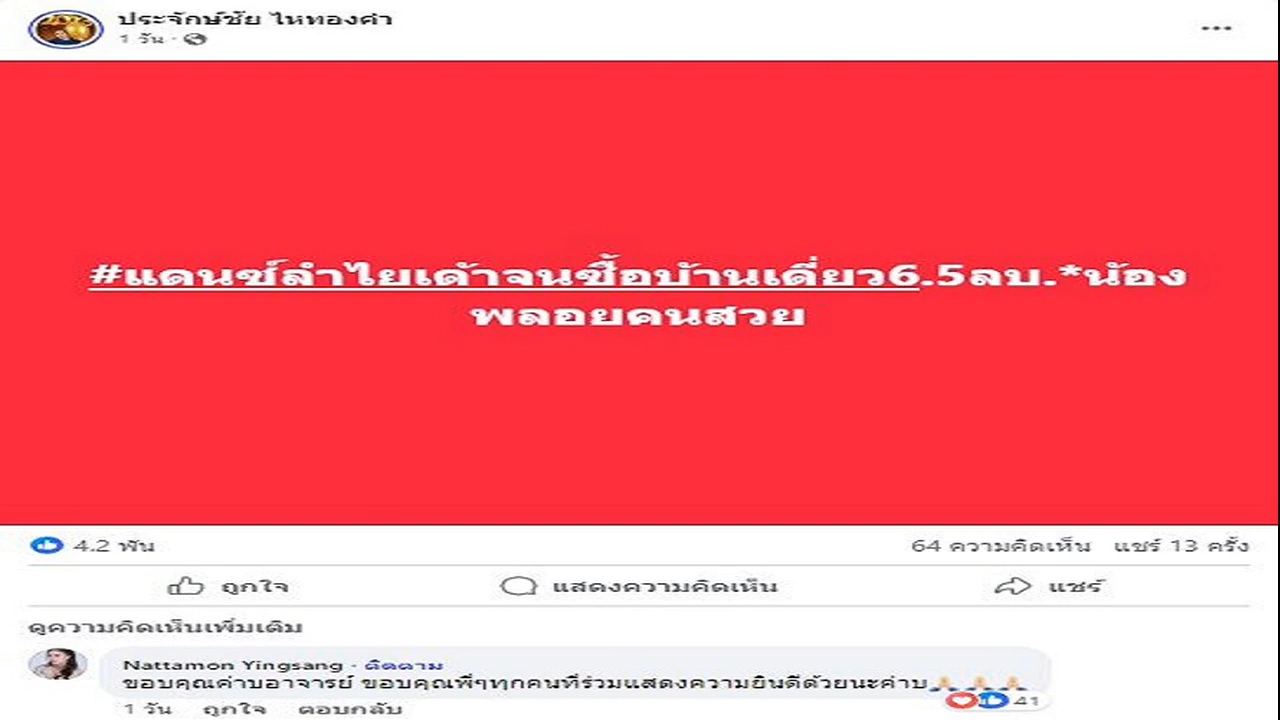 ประจักษ์ชัย ไหทองคำ
1 วัน ·
#แดนซ์ลำไยเต้าจนซื้อบ้านเดี่ยว6.5ลบ.*น้อง
พลอยคนสวย
4.2 พัน
64 ความคิดเห็น แชร์ 13 ครั้ง
ถูกใจ แสดงความคิดเห็น แชร์
ดูความคิดเห็นเพิ่มเติม
Nattamon Yingsang · ติดตาม
ขอบคุณค่าบอาจารย์ ขอบคุณพี่ๆทุกคนที่ร่วมแสดงความยินดีด้วยนะค่าบ🙏🏻🙏🏻🙏🏻
41
1 วัน ถูกใจ ตอบกลับ